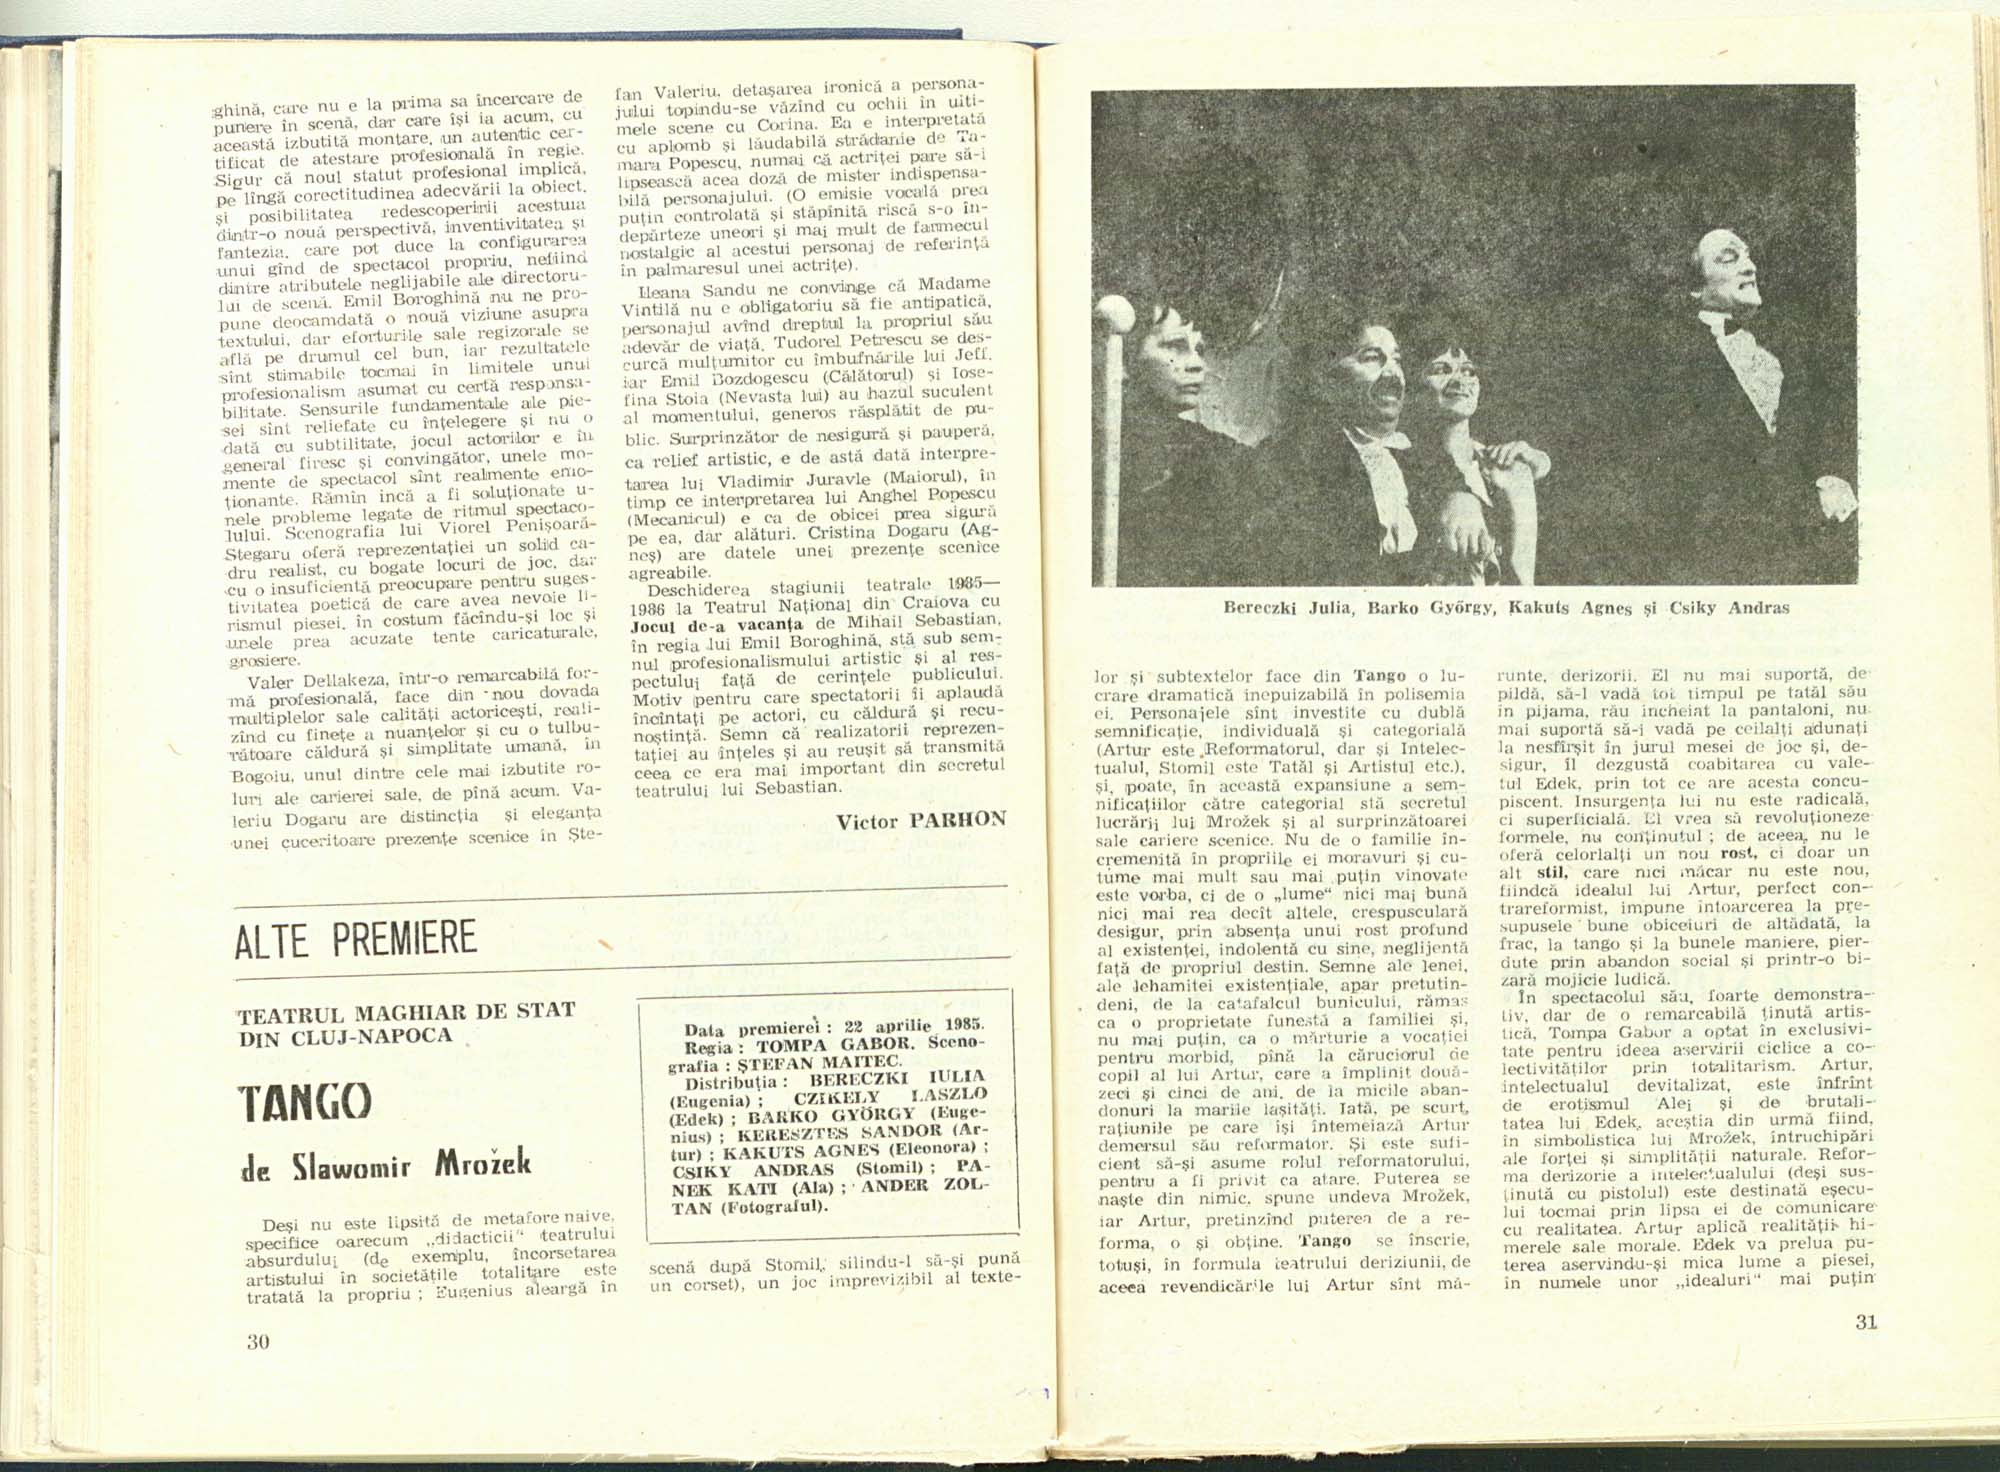 ghină, care nu e la prima sa încercare de
punere în scenă, dar care își ia acum, cu
această izbutită montare, un autentic cer-
tificat de atestare profesională în regie.
Sigur că noul statut profesional implică,
pe lîngă corectitudinea adecvării la obiect,
și posibilitatea redescoperirii acestuia
dintr-o nouă perspectivă, inventivitatea și
fantezia, care pot duce la configurarea
unui gînd de spectacol propriu, nefiind
dintre atributele neglijabile ale directoru-
lui de scenă. Emil Boroghină nu ne pro-
pune deocamdată o nouă viziune asupra
textului, dar eforturile sale regizorale se
află pe drumul cel bun, iar rezultatele
sînt stimabile tocmai în limitele unui
profesionalism asumat cu certă responsa-
bilitate. Sensurile fundamentale ale pie-
sei sînt reliefate cu înțelegere și nu o
dată cu subtilitate, jocul actorilor e în
general firesc și convingător, unele mo-
mente de spectacol sînt realmente emo-
ționante. Rămîn încă a fi soluționate u-
nele probleme legate de ritmul spectaco-
lului. Scenografia lui Viorel Penișoară-
Stegaru oferă reprezentației un solid ca-
dru realist, cu bogate locuri de joc, dar
cu o insuficientă preocupare pentru suges-
tivitatea poetică de care avea nevoie li-
rismul piesei, în costum făcîndu-și loc și
unele prea acuzate tente caricaturale,
grosiere.
Valer Dellakeza, într-o remarcabilă for-
mă profesională, face din nou dovada
multiplelor sale calități actoricești, reali-
zînd cu finețe a nuanțelor și cu o tulbu-
rătoare căldură și simplitate umană, în
Bogoiu, unul dintre cele mai izbutite ro-
luri ale carierei sale, de pînă acum. Va-
leriu Dogaru are distincția și eleganța
unei cuceritoare prezențe scenice în Ște-
fan Valeriu, detașarea ironică a persona-
jului topindu-se văzînd cu ochii în ulti-
mele scene cu Corina. Ea e interpretată
cu aplomb și lăudabilă strădanie de Ta-
mara Popescu, numai că actriței pare să-i
lipsească acea doză de mister indispensa-
bilă personajului. (O emisie vocală prea
puțin controlată și stăpînită riscă s-o în-
depărteze uneori și mai mult de farmecul
nostalgic al acestui personaj de referință
în palmaresul unei actrițe).
Ileana Sandu ne convinge că Madame
Vintilă nu e obligatoriu să fie antipatică,
personajul avînd dreptul la propriul său
adevăr de viață, Tudorel Petrescu se des-
curcă mulțumitor cu îmbufnările lui Jeff,
iar Emil Bozdogescu (Călătorul) și Iose-
fina Stoia (Nevasta lui) au hazul suculent
al momentului, generos răsplătit de pu-
blic. Surprinzător de nesigură și pauperă,
ca relief artistic, e de astă dată interpre-
tarea lui Vladimir Juravle (Maiorul), în
timp ce interpretarea lui Anghel Popescu
(Mecanicul) e ca de obicei prea sigură
pe ea, dar alături. Cristina Dogaru (Ag-
neș) are datele unei prezențe scenice
agreabile.
Deschiderea stagiunii teatrale 1985—
1986 la Teatrul Național din Craiova cu
Jocul de-a vacanța de Mihail Sebastian,
în regia lui Emil Boroghină, stă sub sem-
nul profesionalismului artistic și al res-
pectului față de cerințele publicului.
Motiv pentru care spectatorii îi aplaudă
încîntați pe actori, cu căldură și recu-
noștință. Semn că realizatorii reprezen-
tației au înțeles și au reușit să transmită
ceea ce era mai important din secretul
teatrului lui Sebastian.
Victor PARHON
ALTE PREMIERE
TEATRUL MAGHIAR DE STAT
DIN CLUJ-NAPOCA
TANGO
de Slawomir Mrožek
Deși nu este lipsită de metafore naive,
specifice oarecum „didacticii“ teatrului
absurdului (de exemplu, încorsetarea
artistului în societățile totalitare este
tratată la propriu ; Eugenius aleargă în
Data premierei : 22 aprilie 1985.
Regia : TOMPA GABOR. Sceno-
grafia : ȘTEFAN MAITEC.
Distribuția : BERECZKI IULIA
(Eugenia) ; CZIKELY LASZLO
(Edek) ; BARKO GYÖRGY (Euge-
nius) ; KERESZTES SANDOR (Ar-
tur) ; KAKUTS AGNES (Eleonora) ;
CSIKY ANDRAS (Stomil) ; PA-
NEK KATI (Ala) ; ANDER ZOL-
TAN (Fotograful).
scenă după Stomil, silindu-l să-și pună
un corset), un joc imprevizibil al texte-
30
Bereczki Julia, Barko György, Kakuts Agnes și Csiky Andras
lor și subtextelor face din Tango o lu-
crare dramatică inepuizabilă în polisemia
ei. Personajele sînt investite cu dublă
semnificație, individuală și categorială
(Artur este Reformatorul, dar și Intelec-
tualul, Stomil este Tatăl și Artistul etc.),
și, poate, în această expansiune a sem-
nificațiilor către categorial stă secretul
lucrării lui Mrožek și al surprinzătoarei
sale cariere scenice. Nu de o familie în-
cremenită în propriile ei moravuri și cu-
tume mai mult sau mai puțin vinovate
este vorba, ci de o „lume“ nici mai bună
nici mai rea decît altele, crepusculară
desigur, prin absența unui rost profund
al existenței, indolentă cu sine, neglijentă
față de propriul destin. Semne ale lenei,
ale lehamitei existențiale, apar pretutin-
deni, de la catafalcul bunicului, rămas
ca o proprietate funestă a familiei și,
nu mai puțin, ca o mărturie a vocației
pentru morbid, pînă la căruciorul de
copil al lui Artur, care a împlinit două-
zeci și cinci de ani, de la micile aban-
donuri la marile lașități. Iată, pe scurt,
rațiunile pe care își întemeiază Artur
demersul său reformator. Și este sufi-
cient să-și asume rolul reformatorului,
pentru a fi privit ca atare. Puterea se
naște din nimic, spune undeva Mrožek,
iar Artur, pretinzînd puterea de a re-
forma, o și obține. Tango se înscrie,
totuși, în formula teatrului deriziunii, de
aceea revendicările lui Artur sînt mă-
runte, derizorii. El nu mai suportă, de
pildă, să-l vadă tot timpul pe tatăl său
în pijama, rău încheiat la pantaloni, nu
mai suportă să-i vadă pe ceilalți adunați
la nesfîrșit în jurul mesei de joc și, de-
sigur, îl dezgustă coabitarea cu vale-
tul Edek, prin tot ce are acesta concu-
piscent. Insurgența lui nu este radicală,
ci superficială. El vrea să revoluționeze
formele, nu conținutul ; de aceea, nu le
oferă celorlalți un nou rost, ci doar un
alt stil, care nici măcar nu este nou,
fiindcă idealul lui Artur, perfect con-
trareformist, impune întoarcerea la pre-
supusele bune obiceiuri de altădată, la
frac, la tango și la bunele maniere, pier-
dute prin abandon social și printr-o bi-
zară mojicie ludică.
În spectacolul său, foarte demonstra-
tiv, dar de o remarcabilă ținută artis-
tică, Tompa Gabor a optat în exclusivi-
tate pentru ideea aservirii ciclice a co-
lectivităților prin totalitarism. Artur,
intelectualul devitalizat, este înfrînt
de erotismul Alei și de brutali-
tatea lui Edek, aceștia din urmă fiind,
în simbolistica lui Mrožek, întruchipări
ale forței și simplității naturale. Refor-
ma derizorie a intelectualului (deși sus-
ținută cu pistolul) este destinată eșecu-
lui tocmai prin lipsa ei de comunicare
cu realitatea. Artur aplică realității hi-
merele sale morale. Edek va prelua pu-
terea aservindu-și mica lume a piesei,
în numele unor „idealuri“ mai puțin
31